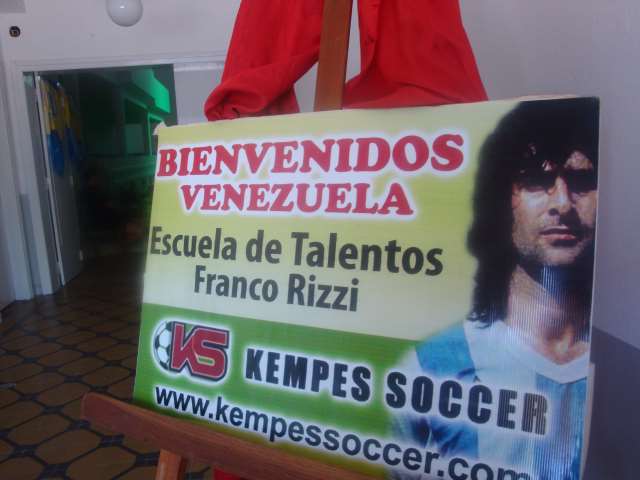 BIENVENIDOS
VENEZUELA
Escuela de Talentos
Franco Rizzi
KS KEMPES SOCCER
www.kempessoccer.com